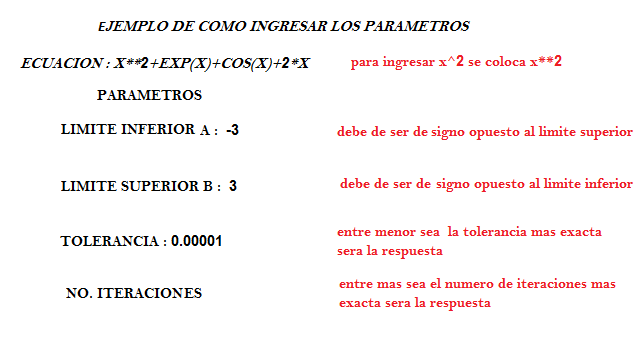 EJEMPLO DE COMO INGRESAR LOS PARAMETROS
ECUACION : X**2+EXP(X)+COS(X)+2*X
para ingresar x^2 se coloca x**2
PARAMETROS
LIMITE INFERIOR A : -3
debe de ser de signo opuesto al limite superior
LIMITE SUPERIOR B : 3
debe de ser de signo opuesto al limite inferior
TOLERANCIA : 0.00001
entre menor sea la tolerancia mas exacta
sera la respuesta
NO. ITERACIONES
entre mas sea el numero de iteraciones mas
exacta sera la respuesta